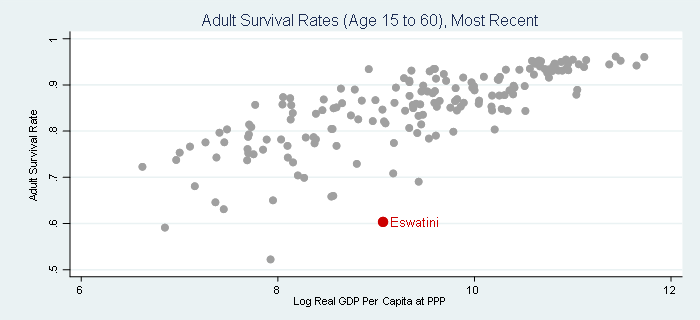 Adult Survival Rates (Age 15 to 60), Most Recent
Adult Survival Rate
1
.9
.8
.7
.6
.5
Eswatini
6 8 10 12
Log Real GDP Per Capita at PPP